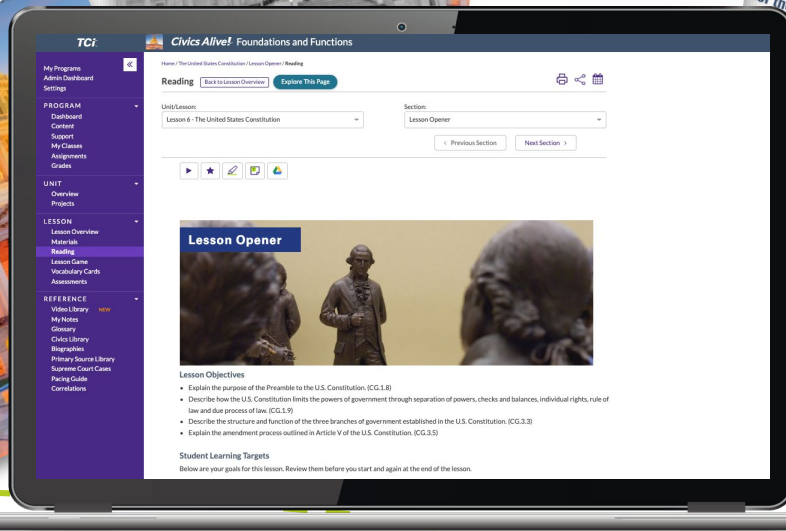 of the
TCi
Civics Alive! Foundations and Functions
«
My Programs
Admin Dashboard
Settings
PROGRAM
Dashboard
Content
Support
My Classes
Assignments
Grades
UNIT
Overview
Projects
LESSON
Lesson Overview
Materials
Reading
Lesson Game
Vocabulary Cards
Assessments
REFERENCE
Video Library NEW
My Notes
Glossary
Civics Library
Biographies
Primary Source Library
Supreme Court Cases
Pacing Guide
Correlations
Home / The United States Constitution / Lesson Opener / Reading
Reading Back to Lesson Overview Explore This Page
Unit/Lesson:
Lesson 6 - The United States Constitution
Section:
Lesson Opener
< Previous Section
Next Section >
Lesson Opener
Lesson Objectives
• Explain the purpose of the Preamble to the U.S. Constitution. (CG.1.8)
• Describe how the U.S. Constitution limits the powers of government through separation of powers, checks and balances, individual rights, rule of
law and due process of law. (CG.1.9)
• Describe the structure and function of the three branches of government established in the U.S. Constitution. (CG.3.3)
• Explain the amendment process outlined in Article V of the U.S. Constitution. (CG.3.5)
Student Learning Targets
Below are your goals for this lesson. Review them before you start and again at the end of the lesson.